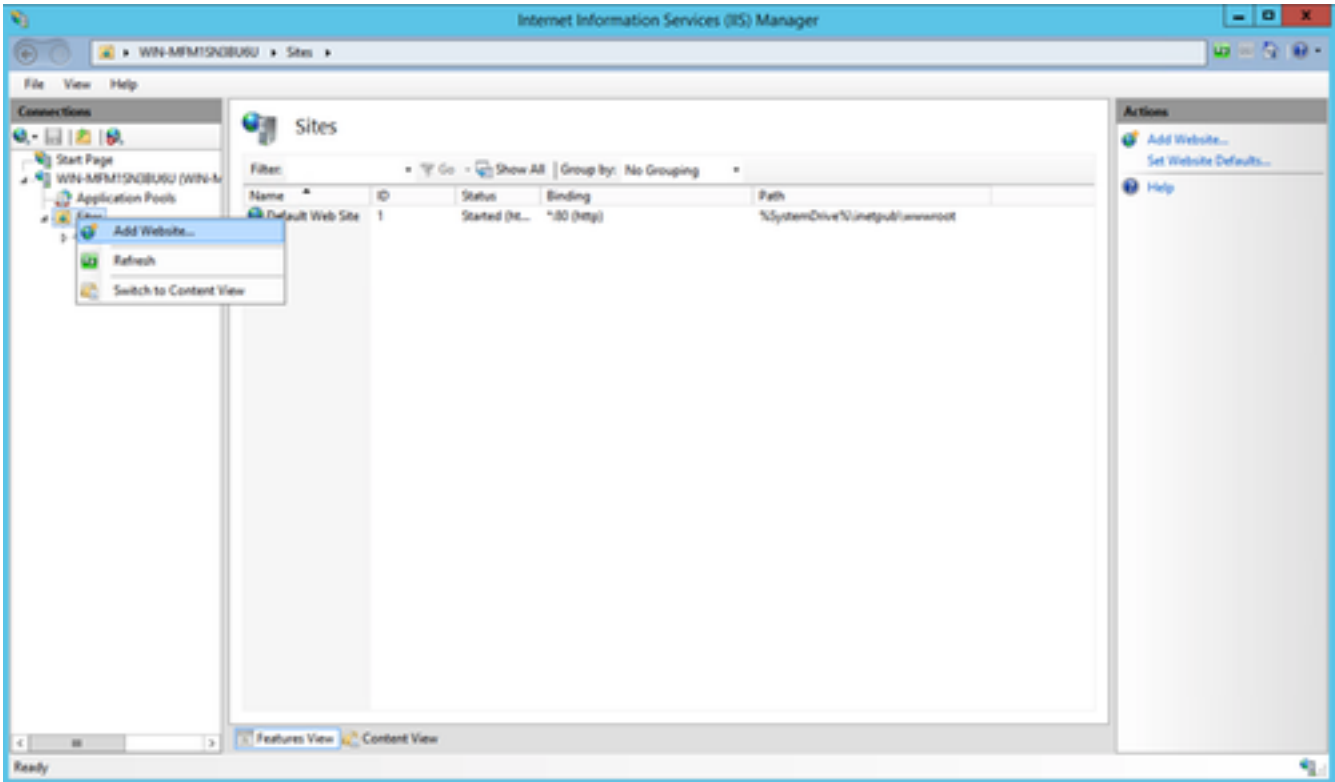 Internet Information Services (IIS) Manager
WIN-MFM1SN3BU6U Sites
File View Help
Connections
Start Page
WIN-MFM1SN3BU6U (WIN-M
Application Pools
Sites
Add Website...
Refresh
Switch to Content View
Sites
Filter: Go Show All Group by: No Grouping
Name ID Status Binding Path
Default Web Site 1 Started (ht... *:80 (http) %SystemDrive%\inetpub\wwwroot
Features View Content View
Actions
Add Website...
Set Website Defaults...
Help
Ready